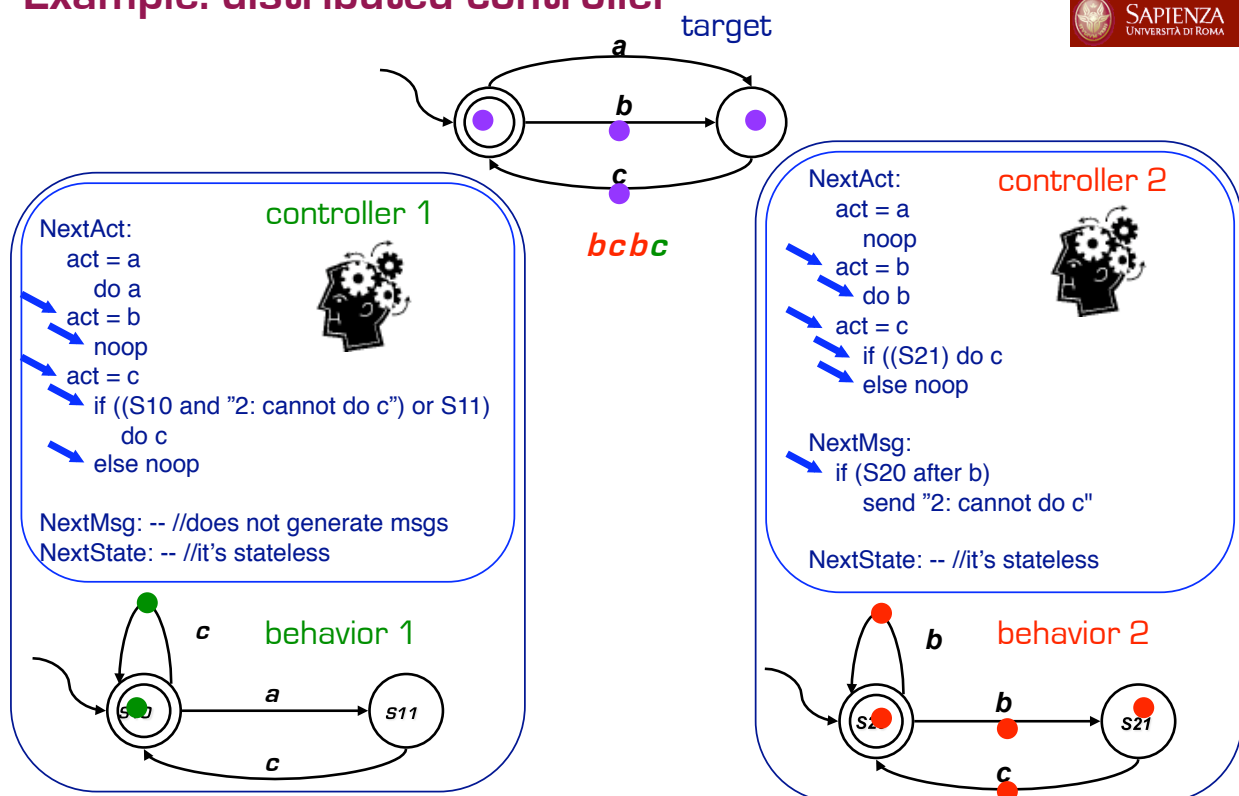 Example: distributed controller
SAPIENZA
UNIVERSITÀ DI ROMA
target
a
b
c
bcbc
controller 1
NextAct:
act = a
do a
act = b
noop
act = c
if ((S10 and ”2: cannot do c”) or S11)
do c
else noop
NextMsg: -- //does not generate msgs
NextState: -- //it’s stateless
c
behavior 1
a
S11
c
controller 2
NextAct:
act = a
noop
act = b
do b
act = c
if ((S21) do c
else noop
NextMsg:
if (S20 after b)
send ”2: cannot do c"
NextState: -- //it’s stateless
b
behavior 2
b
S21
c